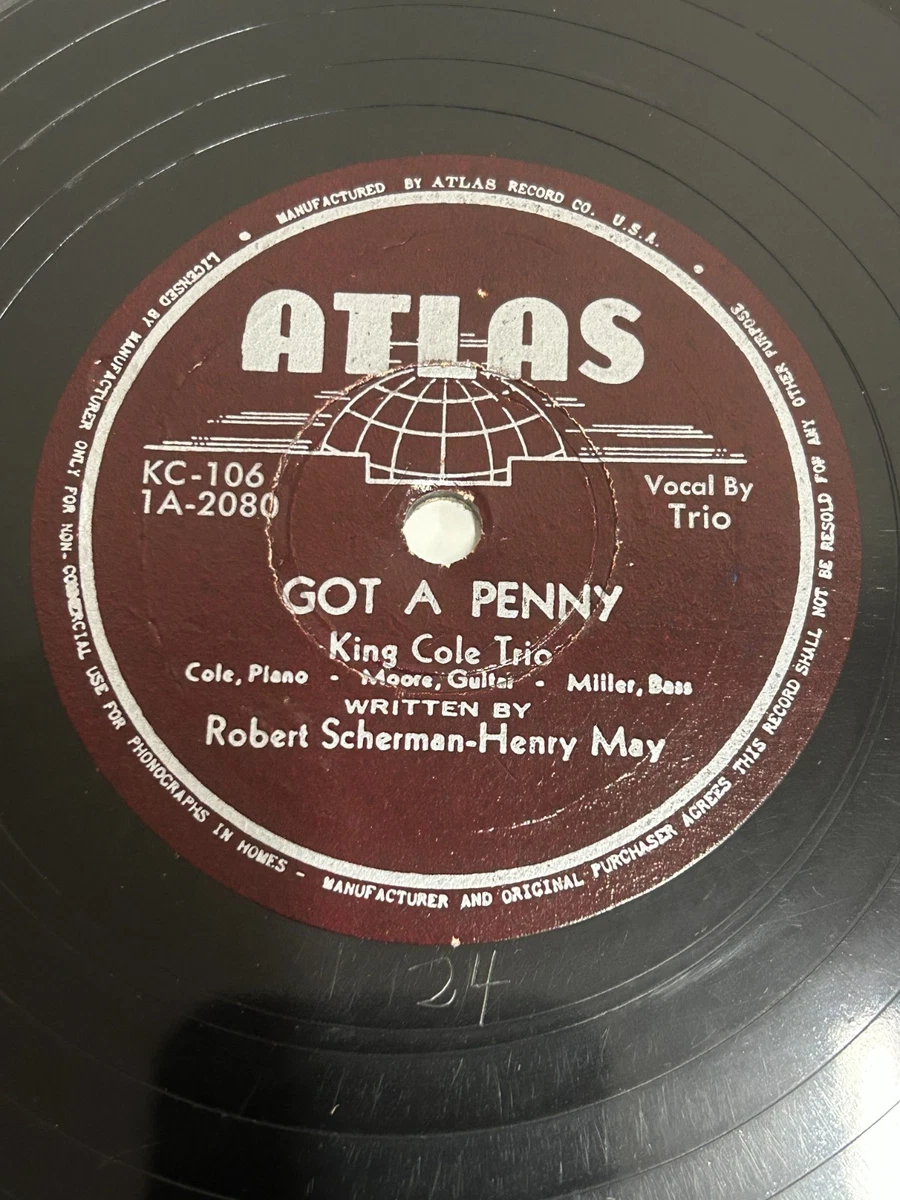 MANUFACTURED BY ATLAS RECORD CO. U.S.A.
LICENSED BY MANUFACTURER ONLY FOR NON-COMMERCIAL USE FOR PHONOGRAPHS IN HOMES - MANUFACTURER AND ORIGINAL PURCHASER AGREES THIS RECORD SHALL NOT BE RESOLD FOR ANY OTHER PURPOSE
ATLAS
KC-106
1A-2080
Vocal By
Trio
GOT A PENNY
King Cole Trio
Cole, Piano - Moore, Guitar - Miller, Bass
WRITTEN BY
Robert Scherman-Henry May
24